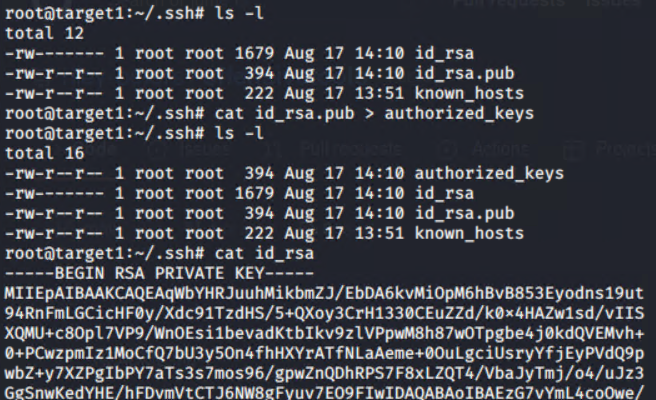 root@target1:~/.ssh# ls -l
total 12
-rw------- 1 root root 1679 Aug 17 14:10 id_rsa
-rw-r--r-- 1 root root  394 Aug 17 14:10 id_rsa.pub
-rw-r--r-- 1 root root  222 Aug 17 13:51 known_hosts
root@target1:~/.ssh# cat id_rsa.pub > authorized_keys
root@target1:~/.ssh# ls -l
total 16
-rw-r--r-- 1 root root  394 Aug 17 14:10 authorized_keys
-rw------- 1 root root 1679 Aug 17 14:10 id_rsa
-rw-r--r-- 1 root root  394 Aug 17 14:10 id_rsa.pub
-rw-r--r-- 1 root root  222 Aug 17 13:51 known_hosts
root@target1:~/.ssh# cat id_rsa
-----BEGIN RSA PRIVATE KEY-----
MIIEpAIBAAKCAQEAqWbYHRJuuhMikbmZJ/EbDA6kvMiOpM6hBvB853Eyodns19ut
94RnFmLGCicHF0y/Xdc91TzdHS/5+QXoy3CrH1330CEuZZd/k0×4HAZw1sd/vIIS
XQMU+c8Opl7VP9/WnOEsi1bevadKtbIkv9zlVPpwM8h87wOTpgbe4j0kdQVEMvh+
0+PCwzpmIz1MoCfQ7bU3y5On4fhHXYrATfNLaAeme+0OuLgciUsryYfjEyPVdQ9p
wbZ+y7XZPgIbPY7aTs3s7mos96/gpwZnQDhRPS7F8xLZQT4/VbaJyTmj/o4/uJz3
GgSnwKedYHE/hFDvmVtCTJ6NW8gFyuv7EO9FIwIDAQABAoIBAEzG7vYmL4coOwe/